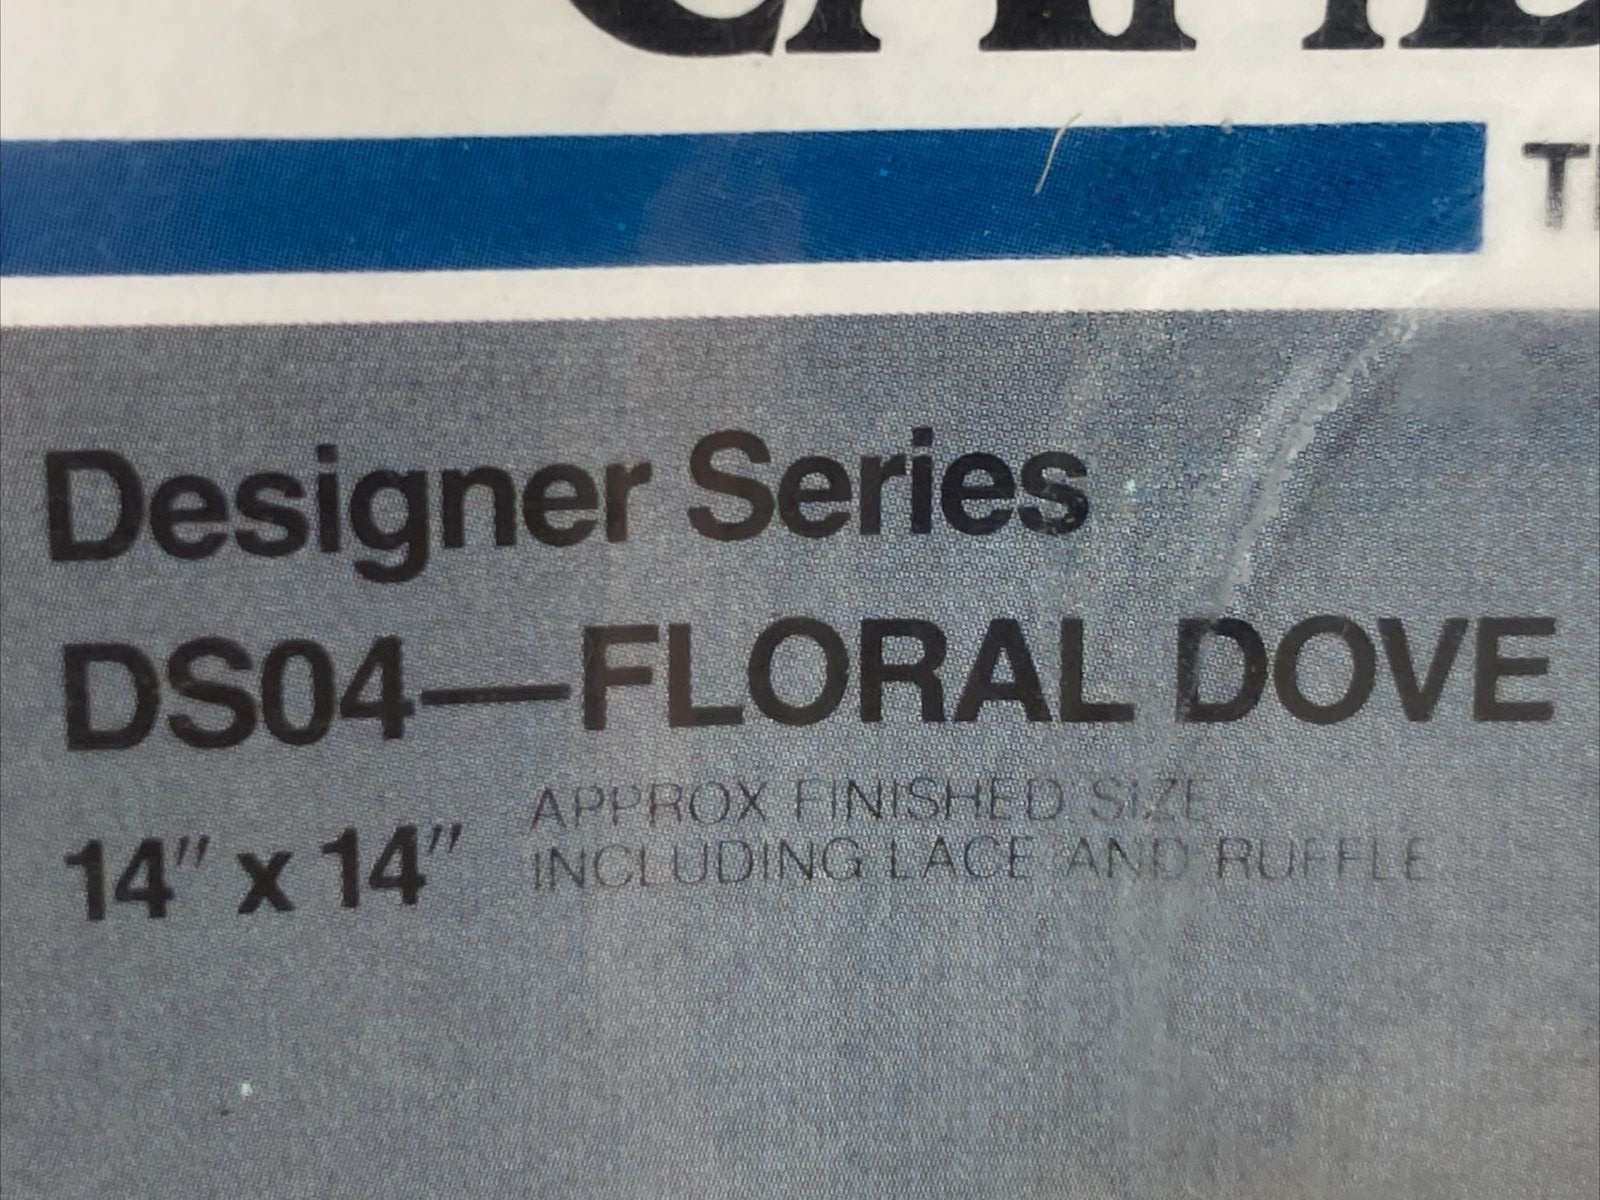 Designer Series
DS04—FLORAL DOVE
14" x 14" APPROX FINISHED SIZE
INCLUDING LACE AND RUFFLE